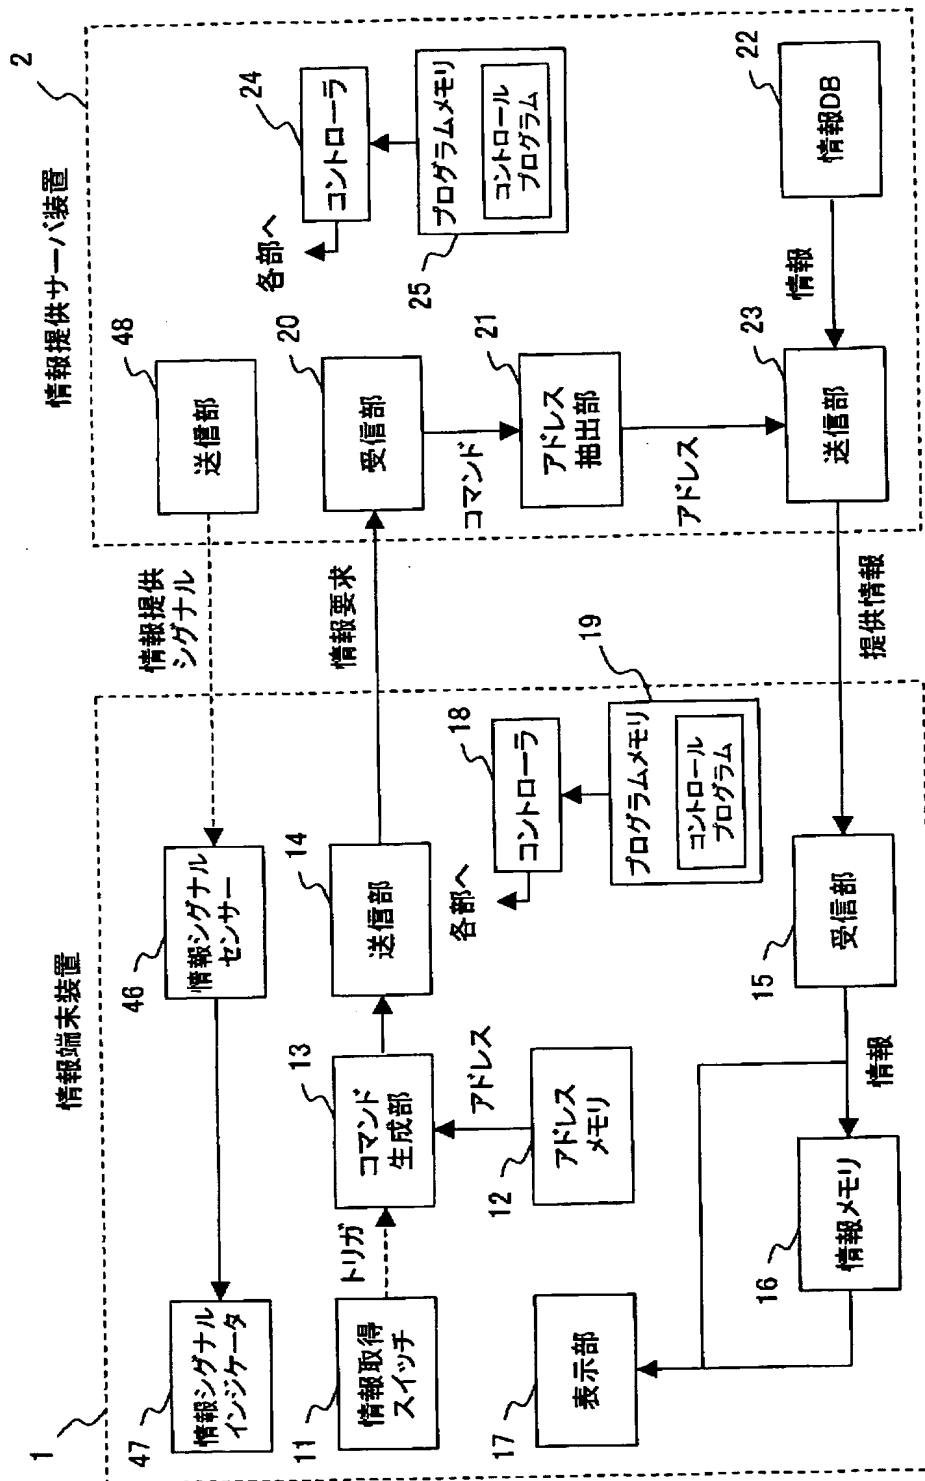 1
情報端末装置
47
情報シグナル
インジケータ
46
情報シグナル
センサー
情報提供
シグナル
情報提供サーバ装置
2
48
送信部
11
情報取得
スイッチ
トリガ
13
コマンド
生成部
14
送信部
情報要求
20
受信部
各部へ
24
コントローラ
プログラムメモリ
コントロール
プログラム
25
コマンド
21
アドレス
抽出部
アドレス
12
アドレス
メモリ
アドレス
各部へ
18
コントローラ
19
プログラムメモリ
コントロール
プログラム
17
表示部
16
情報メモリ
情報
15
受信部
提供情報
23
送信部
情報
22
情報DB